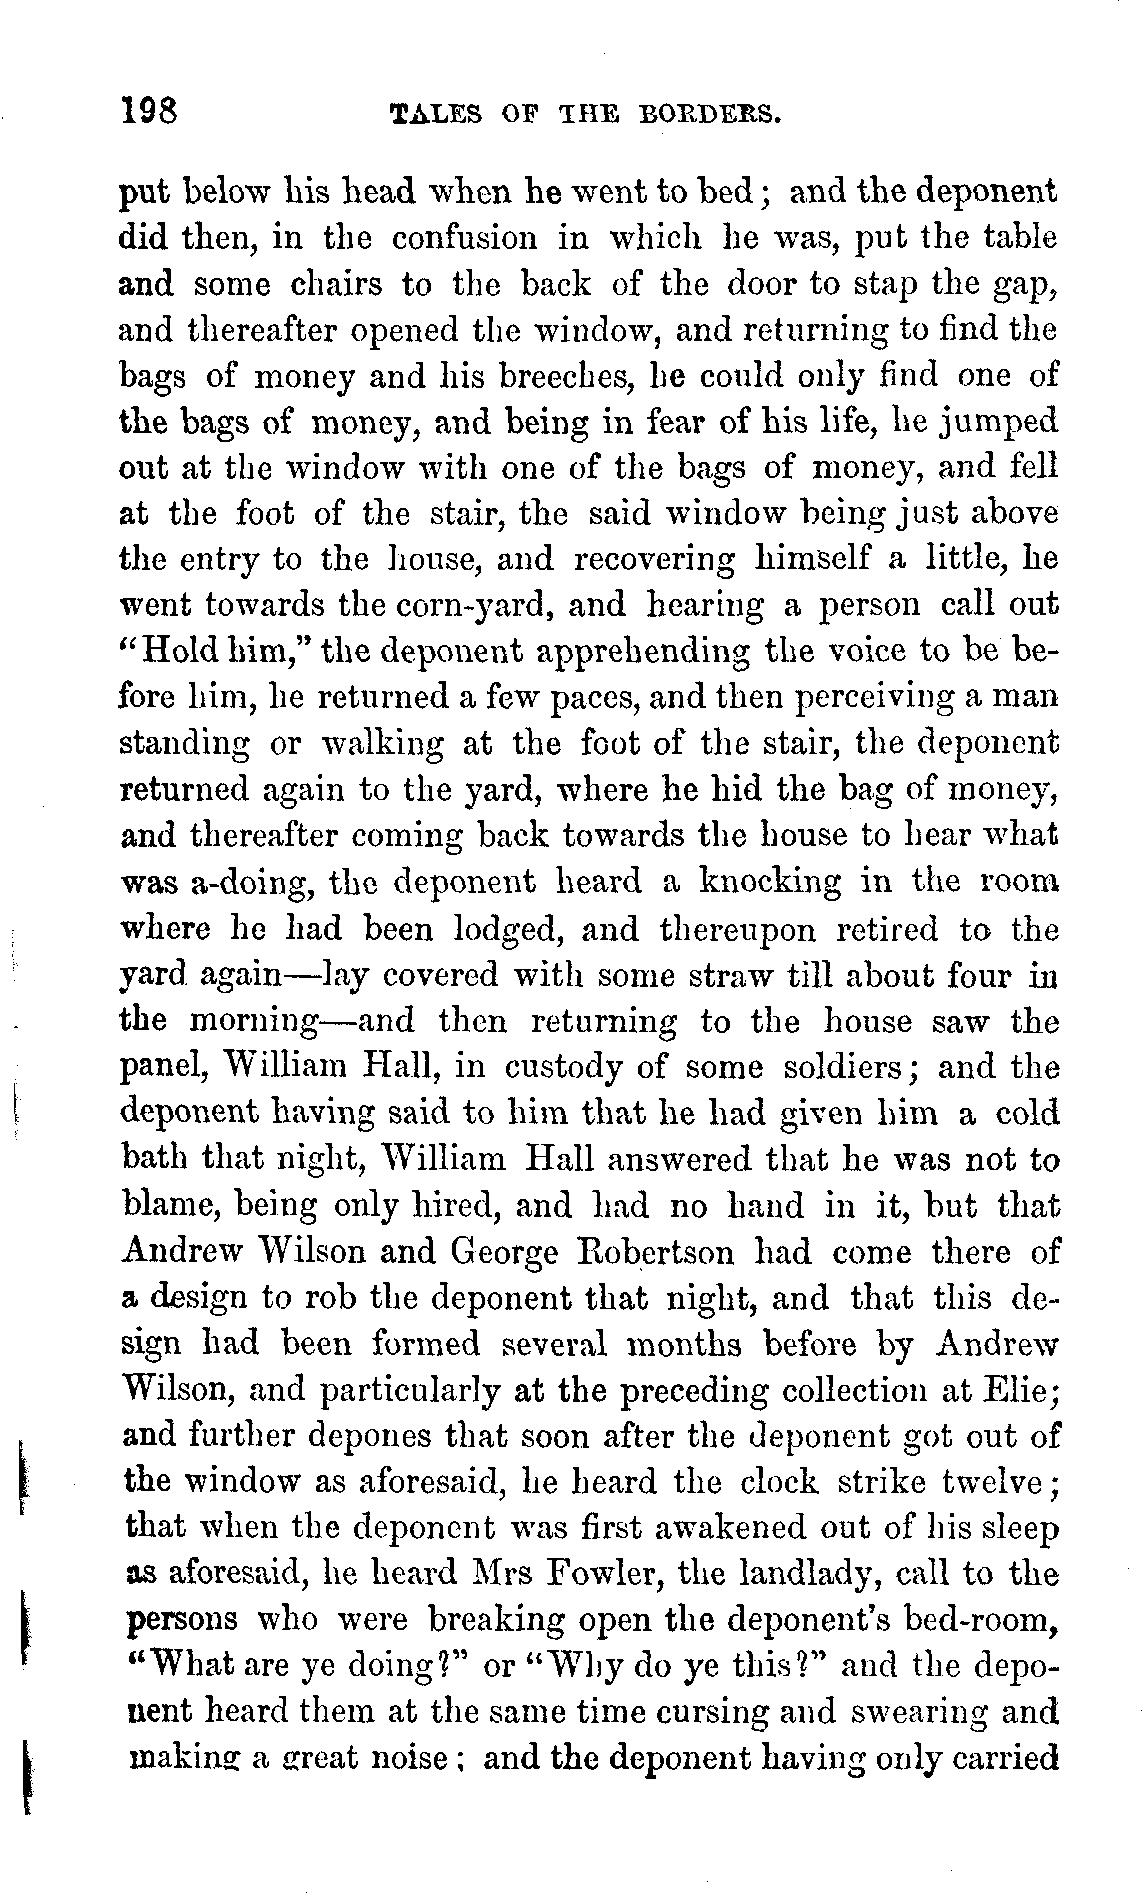 198 TALES OF THE BORDERS.
put below his head when he went to bed; and the deponent
did then, in the confusion in which he was, put the table
and some chairs to the back of the door to stap the gap,
and thereafter opened the window, and returning to find the
bags of money and his breeches, he could only find one of
the bags of money, and being in fear of his life, he jumped
out at the window with one of the bags of money, and fell
at the foot of the stair, the said window being just above
the entry to the house, and recovering himself a little, he
went towards the corn-yard, and hearing a person call out
“Hold him,” the deponent apprehending the voice to be be-
fore him, he returned a few paces, and then perceiving a man
standing or walking at the foot of the stair, the deponent
returned again to the yard, where he hid the bag of money,
and thereafter coming back towards the house to hear what
was a-doing, the deponent heard a knocking in the room
where he had been lodged, and thereupon retired to the
yard again—lay covered with some straw till about four in
the morning—and then returning to the house saw the
panel, William Hall, in custody of some soldiers; and the
deponent having said to him that he had given him a cold
bath that night, William Hall answered that he was not to
blame, being only hired, and had no hand in it, but that
Andrew Wilson and George Robertson had come there of
a design to rob the deponent that night, and that this de-
sign had been formed several months before by Andrew
Wilson, and particularly at the preceding collection at Elie;
and further depones that soon after the deponent got out of
the window as aforesaid, he heard the clock strike twelve;
that when the deponent was first awakened out of his sleep
as aforesaid, he heard Mrs Fowler, the landlady, call to the
persons who were breaking open the deponent's bed-room,
“What are ye doing?” or “Why do ye this?” and the depo-
nent heard them at the same time cursing and swearing and
making a great noise; and the deponent having only carried